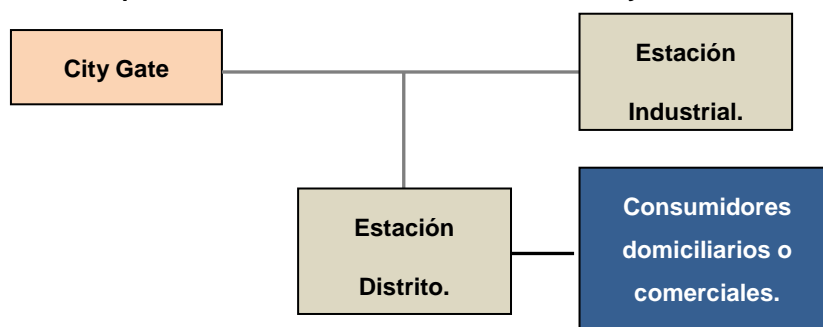 City Gate
Estación
Industrial.
Estación
Distrito.
Consumidores
domiciliarios o
comerciales.